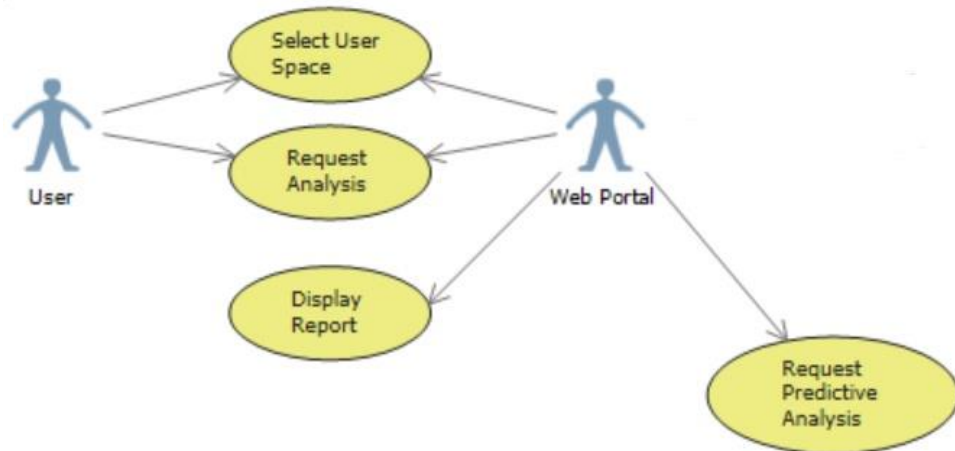 Select User
Space
Request
Analysis
User
Web Portal
Display
Report
Request
Predictive
Analysis